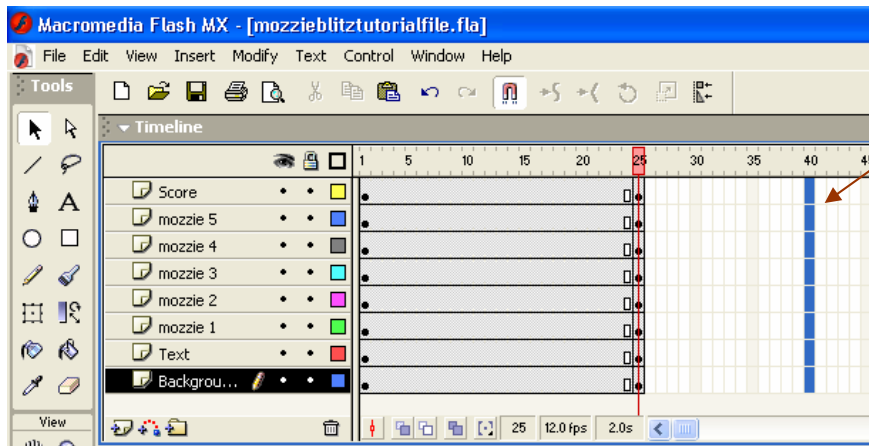 Macromedia Flash MX - [mozzieblitztutorialfile.fla]
File Edit View Insert Modify Text Control Window Help
Tools
Timeline
1 5 10 15 20 25 30 35 40
Score
mozzie 5
mozzie 4
mozzie 3
mozzie 2
mozzie 1
Text
Backgrou...
View
25 12.0 fps 2.0s